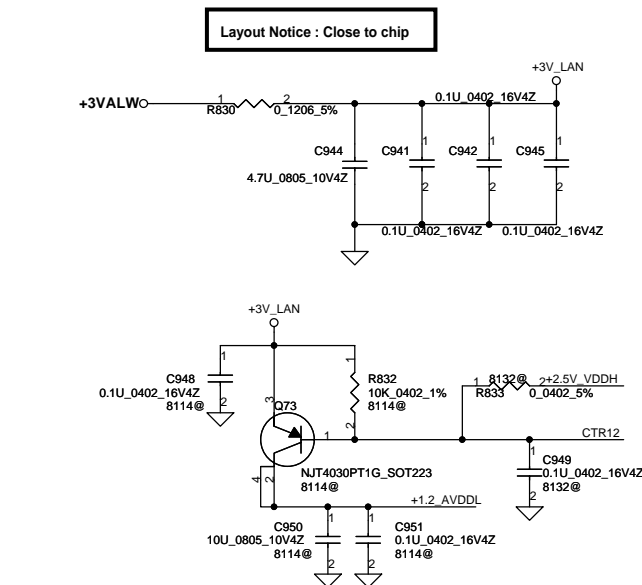 Layout Notice : Close to chip
+3V_LAN
+3VALW
1
R830
2
0_1206_5%
0.1U_0402_16V4Z
C944
4.7U_0805_10V4Z
C941
1
2
C942
1
2
C945
1
2
0.1U_0402_16V4Z
0.1U_0402_16V4Z
+3V_LAN
1
C948
0.1U_0402_16V4Z
8114@
2
3
Q73
1
R832
10K_0402_1%
8114@
2
1
8132@
2
+2.5V_VDDH
R833
0_0402_5%
1
CTR12
4
2
NJT4030PT1G_SOT223
8114@
1
C949
0.1U_0402_16V4Z
8132@
2
+1.2_AVDDL
C950
1
10U_0805_10V4Z
8114@
2
1
C951
0.1U_0402_16V4Z
8114@
2